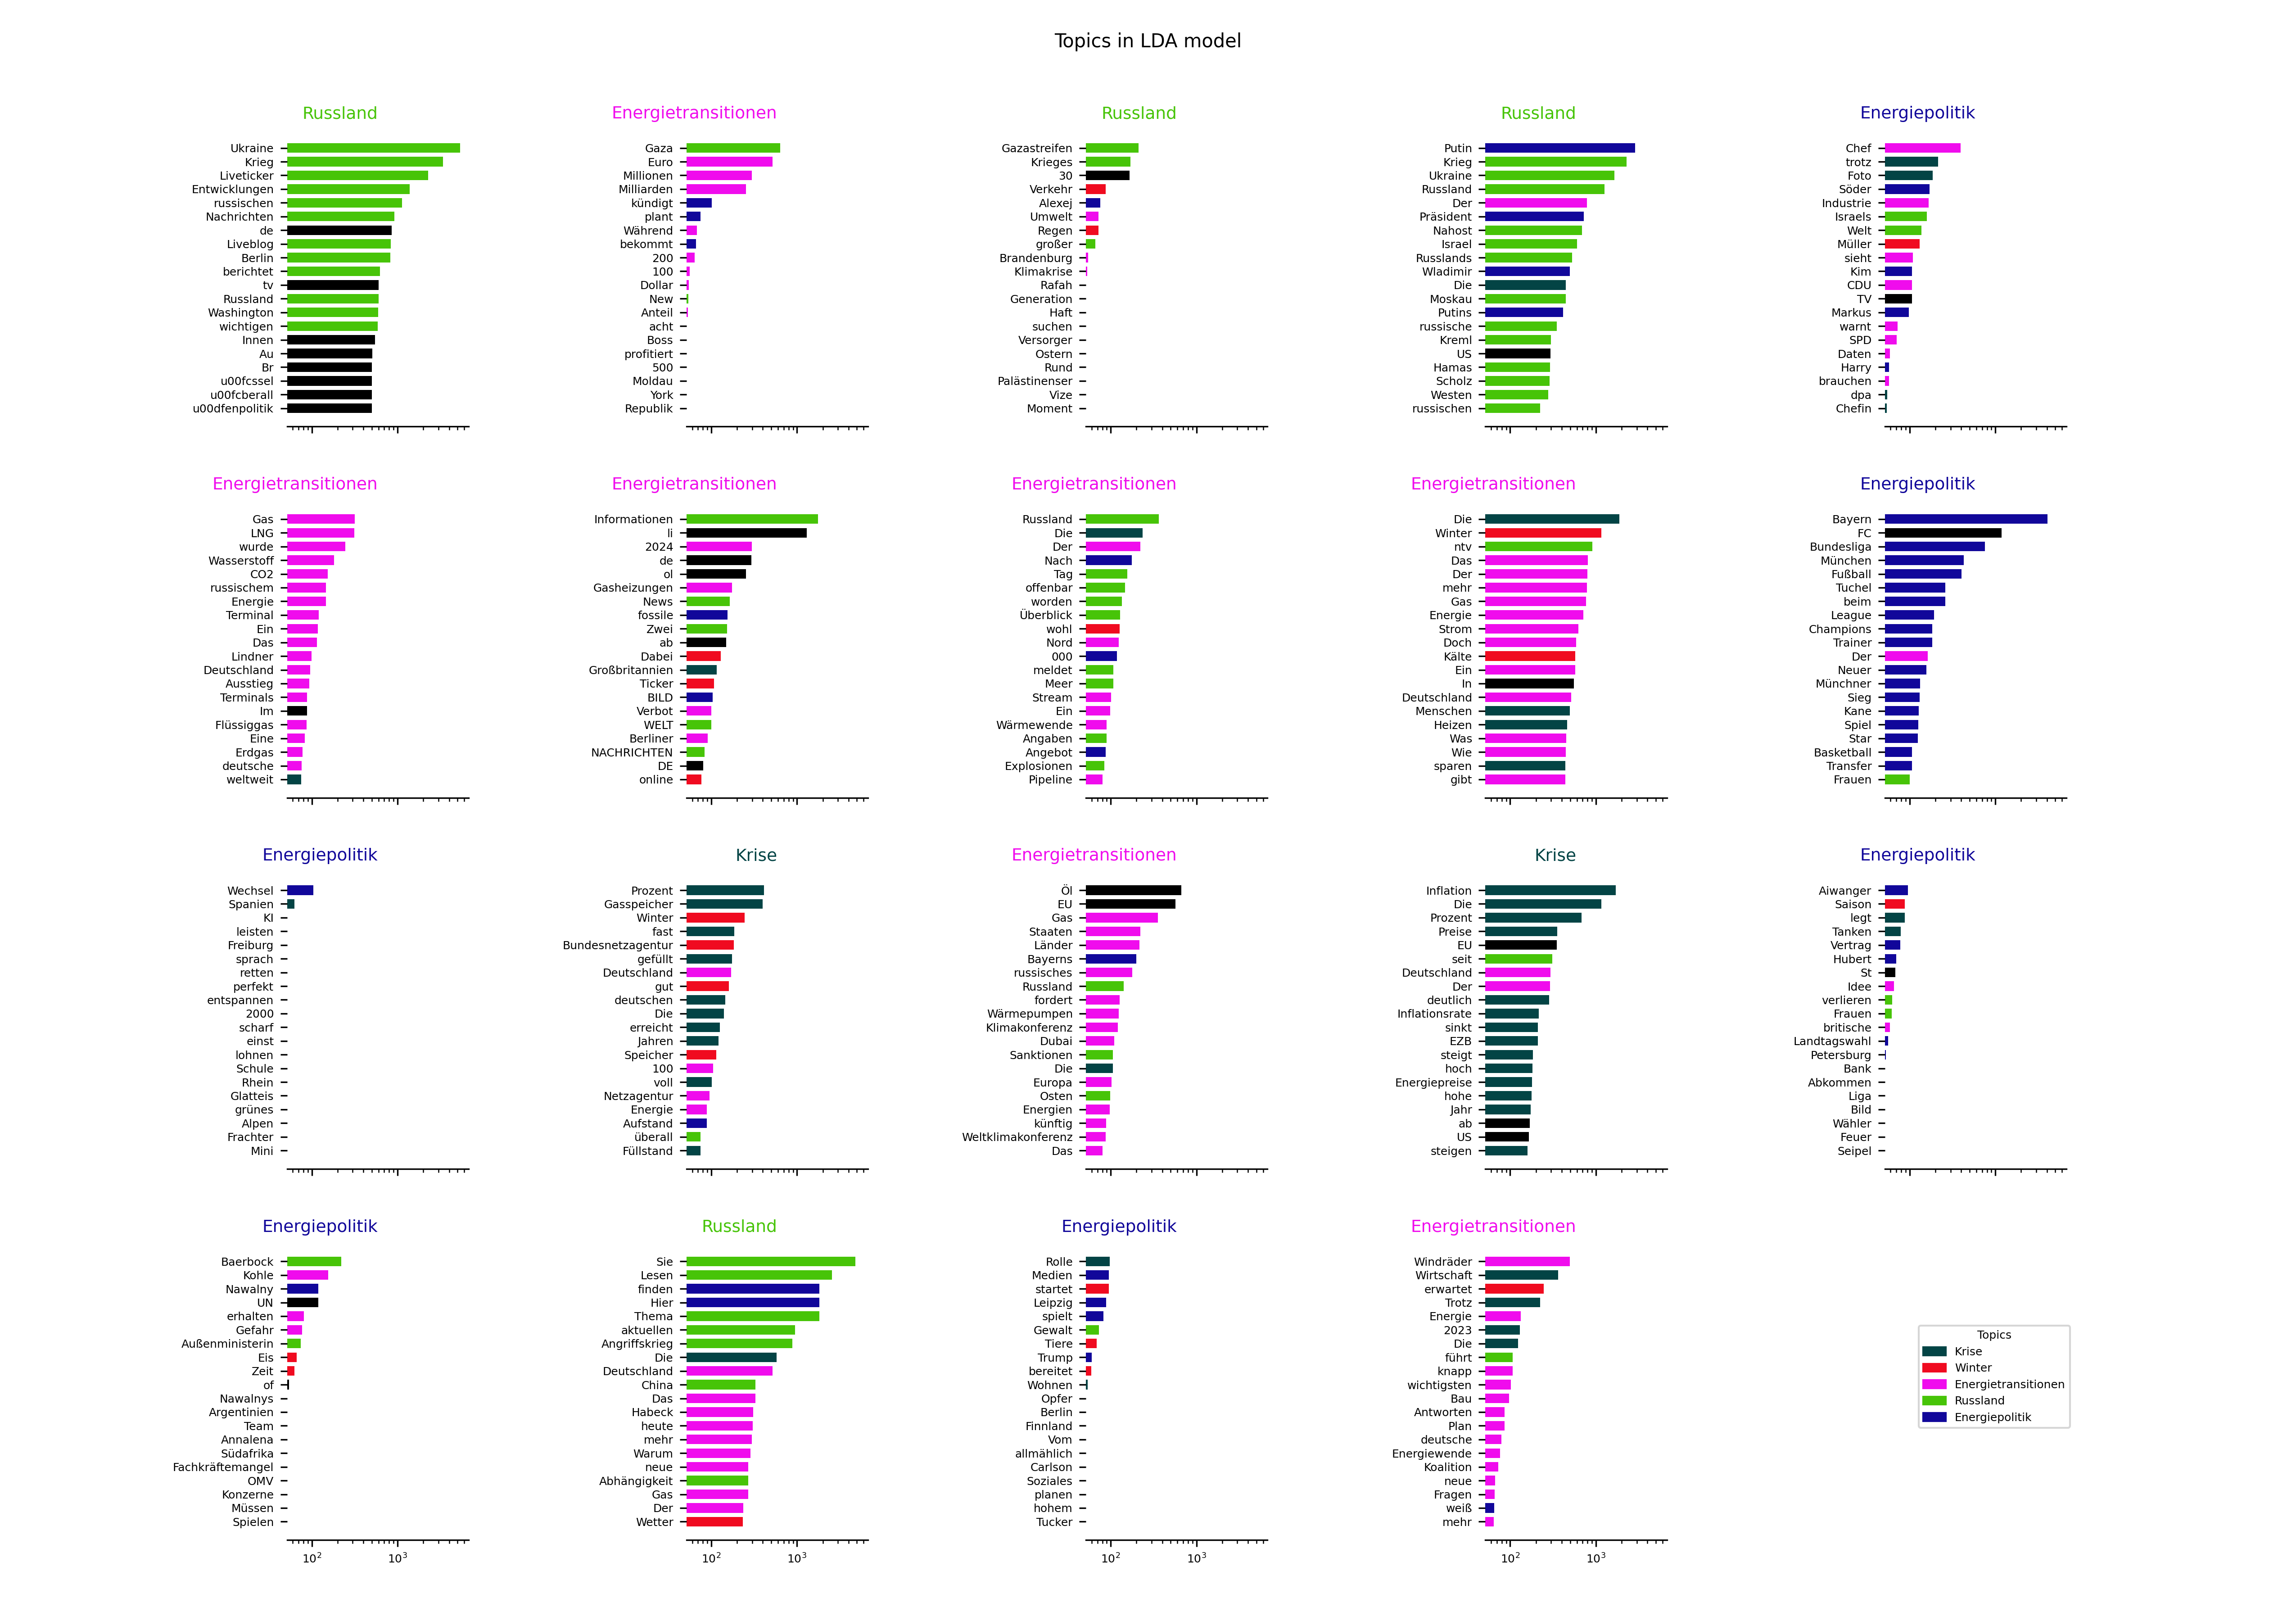 Topics in LDA model
Russland
Ukraine
Krieg
Liveticker
Entwicklungen
russischen
Nachrichten
de
Liveblog
Berlin
berichtet
tv
Russland
Washington
wichtigen
Innen
Au
Br
u00fcssel
u00fcberall
u00dfenpolitik
Energietransitionen
Gaza
Euro
Millionen
Milliarden
kündigt
plant
Während
bekommt
200
100
Dollar
New
Anteil
acht
Boss
profitiert
500
Moldau
York
Republik
Russland
Gazastreifen
Krieges
30
Verkehr
Alexej
Umwelt
Regen
großer
Brandenburg
Klimakrise
Rafah
Generation
Haft
suchen
Versorger
Ostern
Rund
Palästinenser
Vize
Moment
Russland
Putin
Krieg
Ukraine
Russland
Der
Präsident
Nahost
Israel
Russlands
Wladimir
Die
Moskau
Putins
russische
Kreml
US
Hamas
Scholz
Westen
russischen
Energiepolitik
Chef
trotz
Foto
Söder
Industrie
Israels
Welt
Müller
sieht
Kim
CDU
TV
Markus
warnt
SPD
Daten
Harry
brauchen
dpa
Chefin
Energietransitionen
Gas
LNG
wurde
Wasserstoff
CO2
russischem
Energie
Terminal
Ein
Das
Lindner
Deutschland
Ausstieg
Terminals
Im
Flüssiggas
Eine
Erdgas
deutsche
weltweit
Energietransitionen
Informationen
li
2024
de
ol
Gasheizungen
News
fossile
Zwei
ab
Dabei
Großbritannien
Ticker
BILD
Verbot
WELT
Berliner
NACHRICHTEN
DE
online
Energietransitionen
Russland
Die
Der
Nach
Tag
offenbar
worden
Überblick
wohl
Nord
000
meldet
Meer
Stream
Ein
Wärmewende
Angaben
Angebot
Explosionen
Pipeline
Energietransitionen
Die
Winter
ntv
Das
Der
mehr
Gas
Energie
Strom
Doch
Kälte
Ein
In
Deutschland
Menschen
Heizen
Was
Wie
sparen
gibt
Energiepolitik
Bayern
FC
Bundesliga
München
Fußball
Tuchel
beim
League
Champions
Trainer
Der
Neuer
Münchner
Sieg
Kane
Spiel
Star
Basketball
Transfer
Frauen
Energiepolitik
Wechsel
Spanien
KI
leisten
Freiburg
sprach
retten
perfekt
entspannen
2000
scharf
einst
lohnen
Schule
Rhein
Glatteis
grünes
Alpen
Frachter
Mini
Krise
Prozent
Gasspeicher
Winter
fast
Bundesnetzagentur
gefüllt
Deutschland
gut
deutschen
Die
erreicht
Jahren
Speicher
100
voll
Netzagentur
Energie
Aufstand
überall
Füllstand
Energietransitionen
Öl
EU
Gas
Staaten
Länder
Bayerns
russisches
Russland
fordert
Wärmepumpen
Klimakonferenz
Dubai
Sanktionen
Die
Europa
Osten
Energien
künftig
Weltklimakonferenz
Das
Krise
Inflation
Die
Prozent
Preise
EU
seit
Deutschland
Der
deutlich
Inflationsrate
sinkt
EZB
steigt
hoch
Energiepreise
hohe
Jahr
ab
US
steigen
Energiepolitik
Aiwanger
Saison
legt
Tanken
Vertrag
Hubert
St
Idee
verlieren
Frauen
britische
Landtagswahl
Petersburg
Bank
Abkommen
Liga
Bild
Wähler
Feuer
Seipel
Energiepolitik
Baerbock
Kohle
Nawalny
UN
erhalten
Gefahr
Außenministerin
Eis
Zeit
of
Nawalnys
Argentinien
Team
Annalena
Südafrika
Fachkräftemangel
OMV
Konzerne
Müssen
Spielen
10²
10³
Russland
Sie
Lesen
finden
Hier
Thema
aktuellen
Angriffskrieg
Die
Deutschland
China
Das
Habeck
heute
mehr
Warum
neue
Abhängigkeit
Gas
Der
Wetter
10²
10³
Energiepolitik
Rolle
Medien
startet
Leipzig
spielt
Gewalt
Tiere
Trump
bereitet
Wohnen
Opfer
Berlin
Finnland
Vom
allmählich
Carlson
Soziales
planen
hohem
Tucker
10²
10³
Energietransitionen
Windräder
Wirtschaft
erwartet
Trotz
Energie
2023
Die
führt
knapp
wichtigsten
Bau
Antworten
Plan
deutsche
Energiewende
Koalition
neue
Fragen
weiß
mehr
10²
10³
Topics
Krise
Winter
Energietransitionen
Russland
Energiepolitik